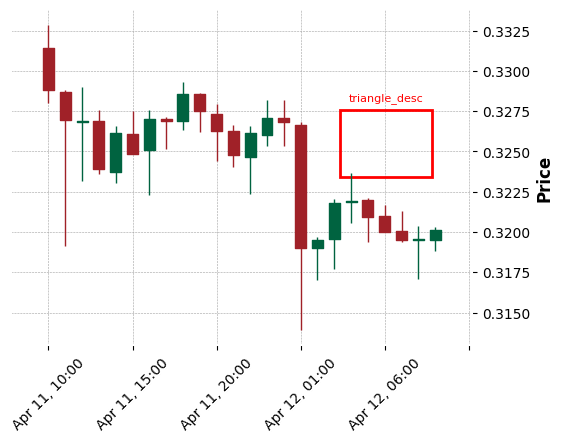 triangle_desc
0.3325
0.3300
0.3275
0.3250
0.3225
0.3200
0.3175
0.3150
Price
Apr 11, 10:00
Apr 11, 15:00
Apr 11, 20:00
Apr 12, 01:00
Apr 12, 06:00